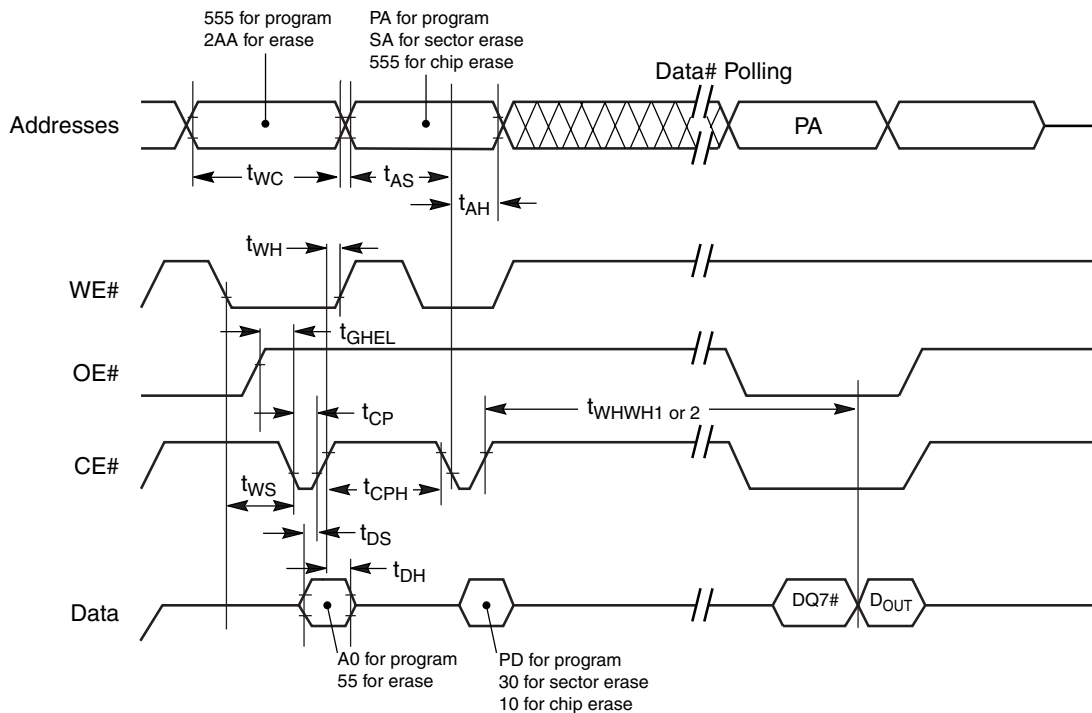 555 for program
2AA for erase
PA for program
SA for sector erase
555 for chip erase
Data# Polling
Addresses
PA
tWC
tAS
tAH
tWH
WE#
tGHEL
OE#
tCP
tWHWH1 or 2
CE#
tWS
tCPH
tDS
tDH
Data
DQ7#
DOUT
A0 for program
55 for erase
PD for program
30 for sector erase
10 for chip erase